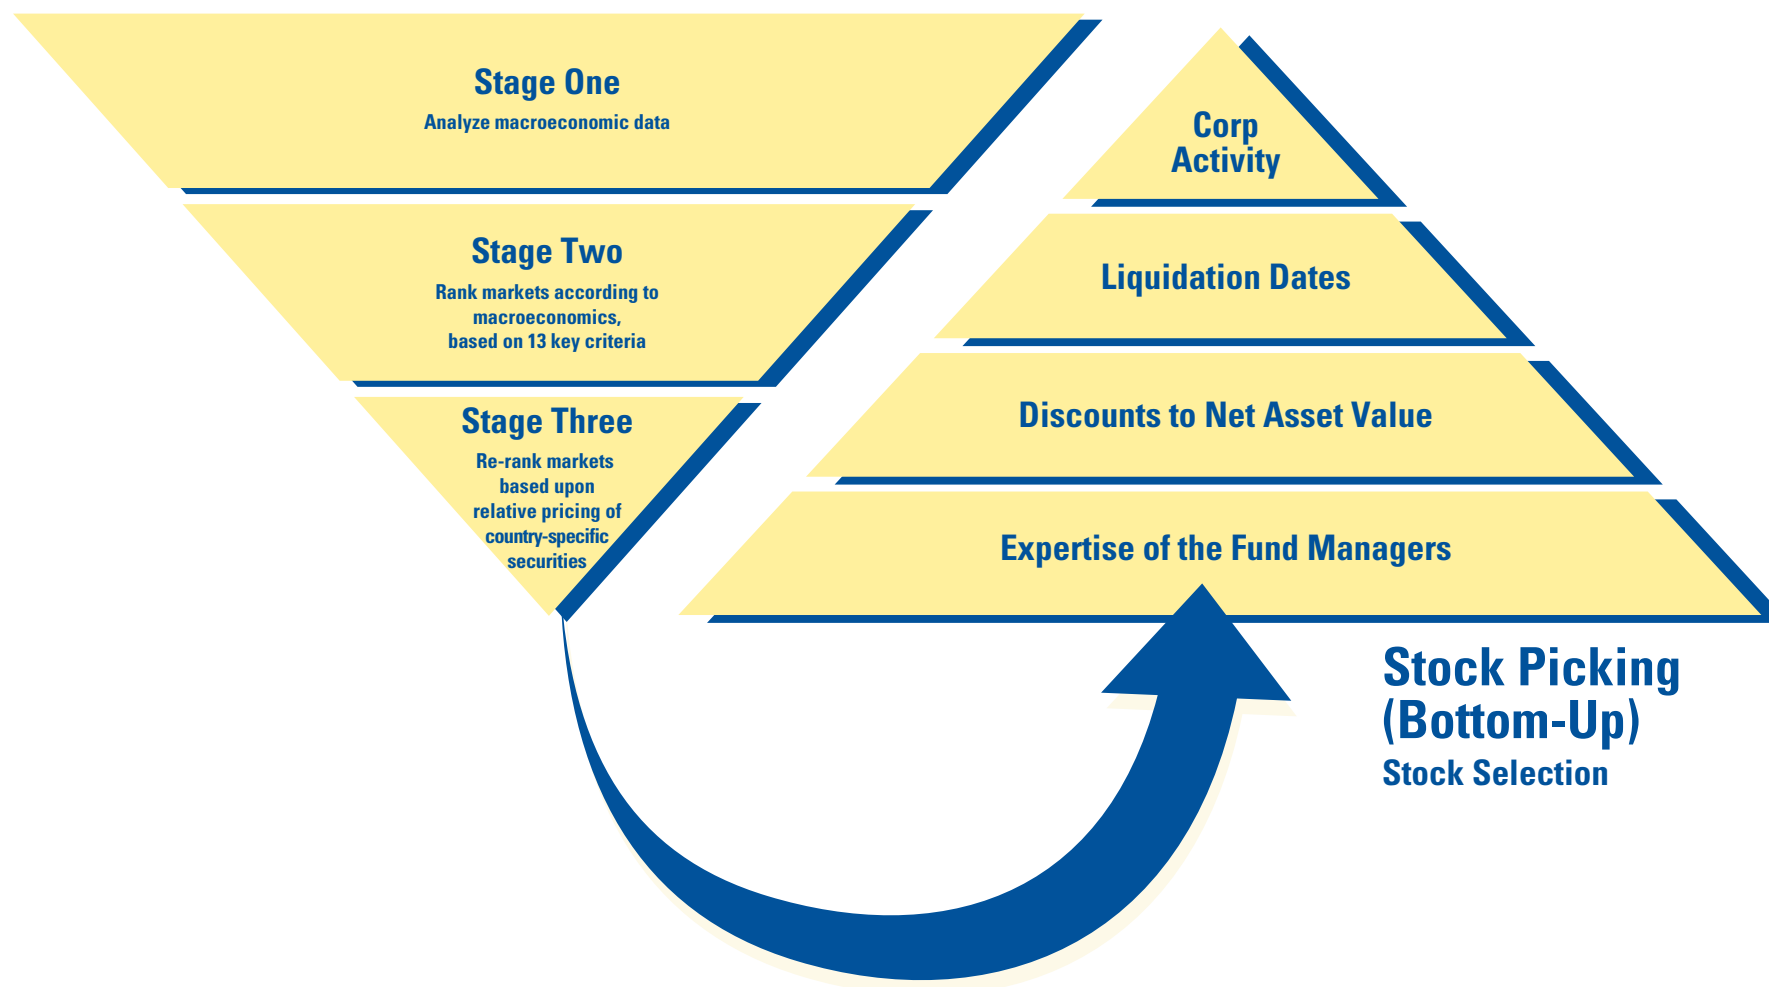 Stage One
Analyze macroeconomic data
Stage Two
Rank markets according to
macroeconomics,
based on 13 key criteria
Stage Three
Re-rank markets
based upon
relative pricing of
country-specific
securities
Corp
Activity
Liquidation Dates
Discounts to Net Asset Value
Expertise of the Fund Managers
Stock Picking
(Bottom-Up)
Stock Selection